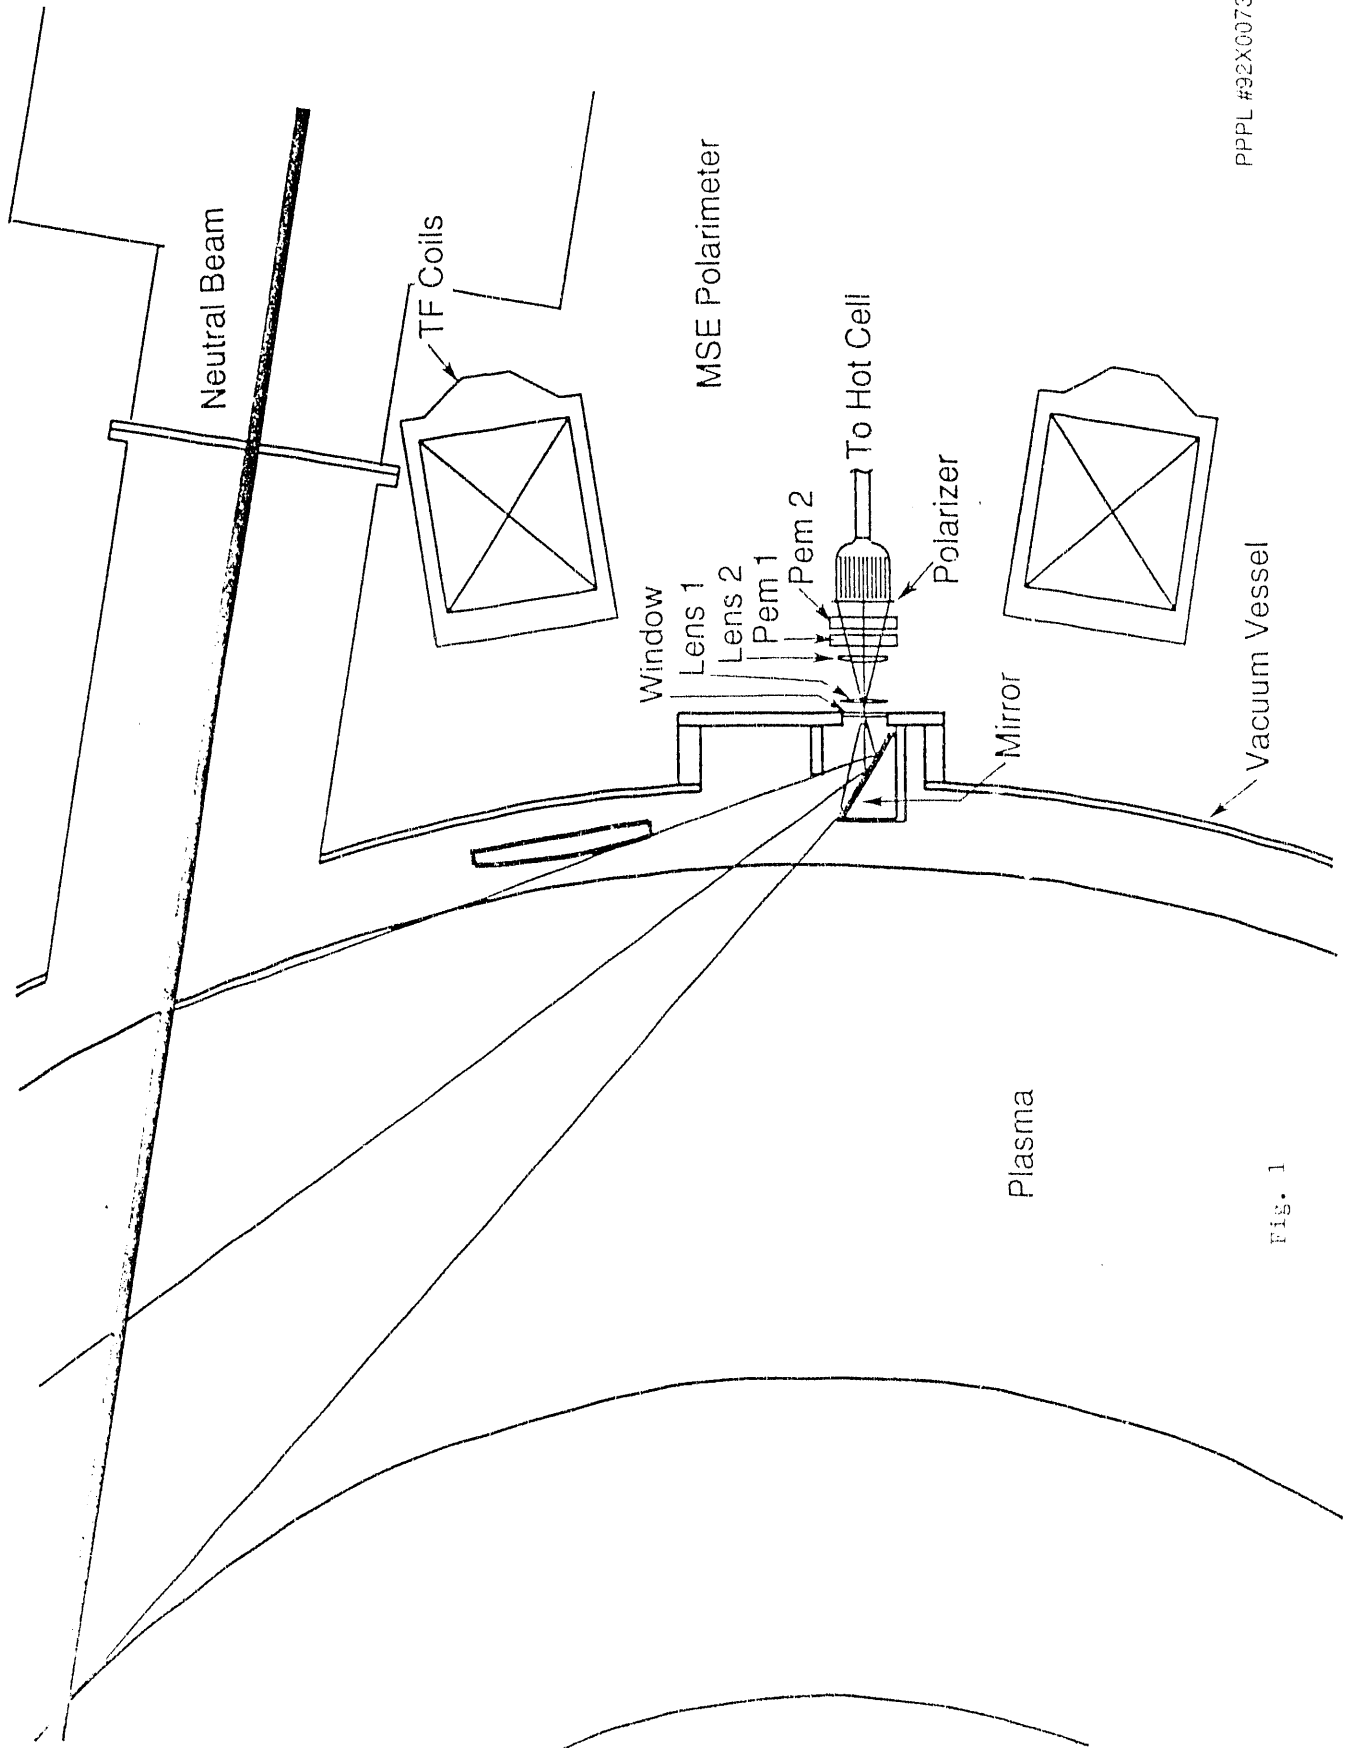 Neutral Beam
TF Coils
MSE Polarimeter
To Hot Cell
Window
Lens 1
Lens 2
Pem 1
Pem 2
Polarizer
Mirror
Vacuum Vessel
Plasma
Fig. 1
PPPL #92X0073